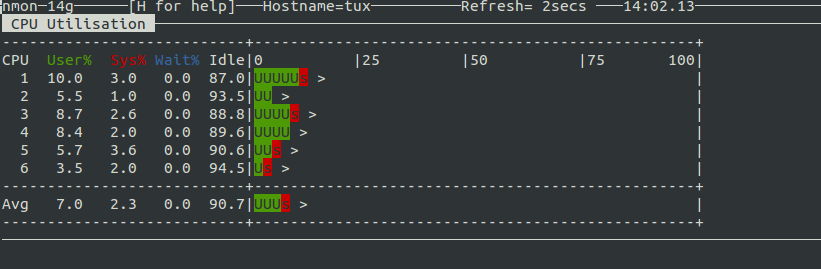 nmon─14g──────[H for help]───Hostname=tux──────────Refresh= 2secs ───14:02.13─
CPU Utilisation
---------------------------+-------------------------------------------------+
CPU  User%  Sys% Wait% Idle|0          |25         |50          |75       100|
  1  10.0   3.0   0.0  87.0|UUUUUs >                                         |
  2   5.5   1.0   0.0  93.5|UU >                                             |
  3   8.7   2.6   0.0  88.8|UUUUs >                                          |
  4   8.4   2.0   0.0  89.6|UUUU >                                           |
  5   5.7   3.6   0.0  90.6|UUs >                                            |
  6   3.5   2.0   0.0  94.5|Us >                                             |
---------------------------+-------------------------------------------------+
Avg   7.0   2.3   0.0  90.7|UUUs >                                           |
---------------------------+-------------------------------------------------+